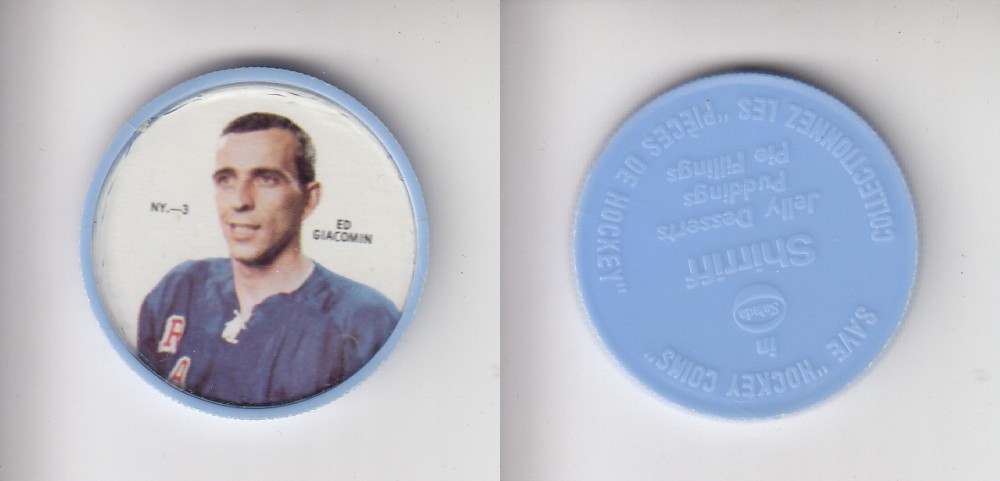 NY.—3
ED
GIACOMIN
R
A
SAVE "HOCKEY COINS"
in
Salada
Shirriff
Jelly Desserts
Puddings
Pie Fillings
COLLECTIONNEZ LES "PIÈCES DE HOCKEY"